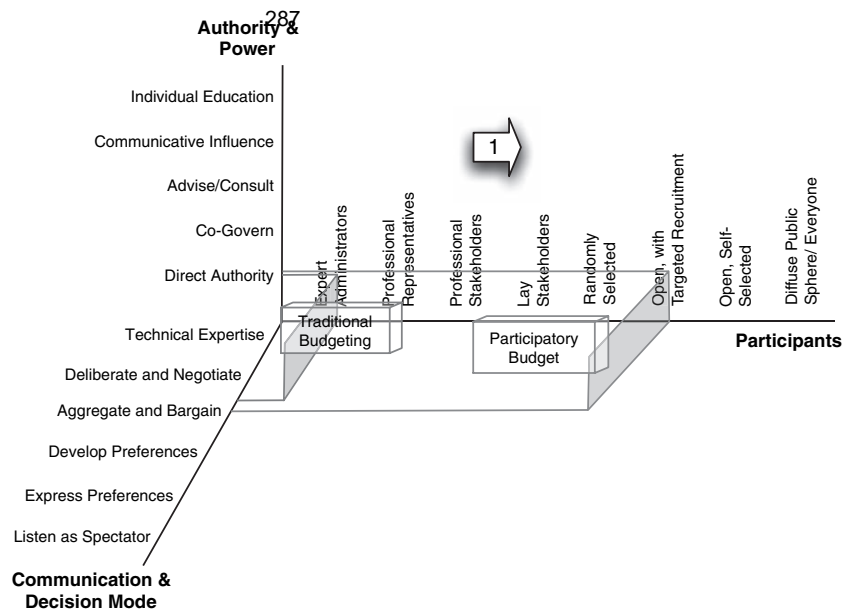 287
Authority &
Power
Individual Education
Communicative Influence
Advise/Consult
Co-Govern
Direct Authority
1
Expert
Administrators
Professional
Representatives
Professional
Stakeholders
Lay
Stakeholders
Randomly
Selected
Open, with
Targeted Recruitment
Open, Self-
Selected
Diffuse Public
Sphere/ Everyone
Participants
Traditional
Budgeting
Participatory
Budget
Technical Expertise
Deliberate and Negotiate
Aggregate and Bargain
Develop Preferences
Express Preferences
Listen as Spectator
Communication &
Decision Mode